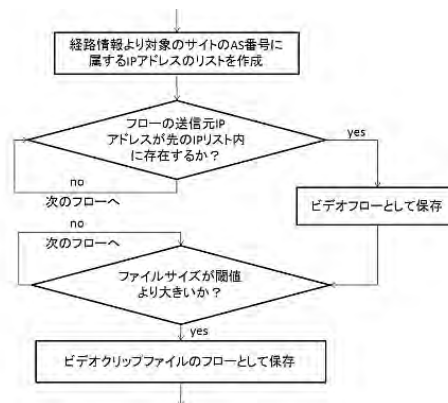 経路情報より対象のサイトのAS番号に
属するIPアドレスのリストを作成
フローの送信元IP
アドレスが先のIPリスト内
に存在するか？
yes
no
次のフローへ
ビデオフローとして保存
no
次のフローへ
ファイルサイズが閾値
より大きいか？
yes
ビデオクリップファイルのフローとして保存